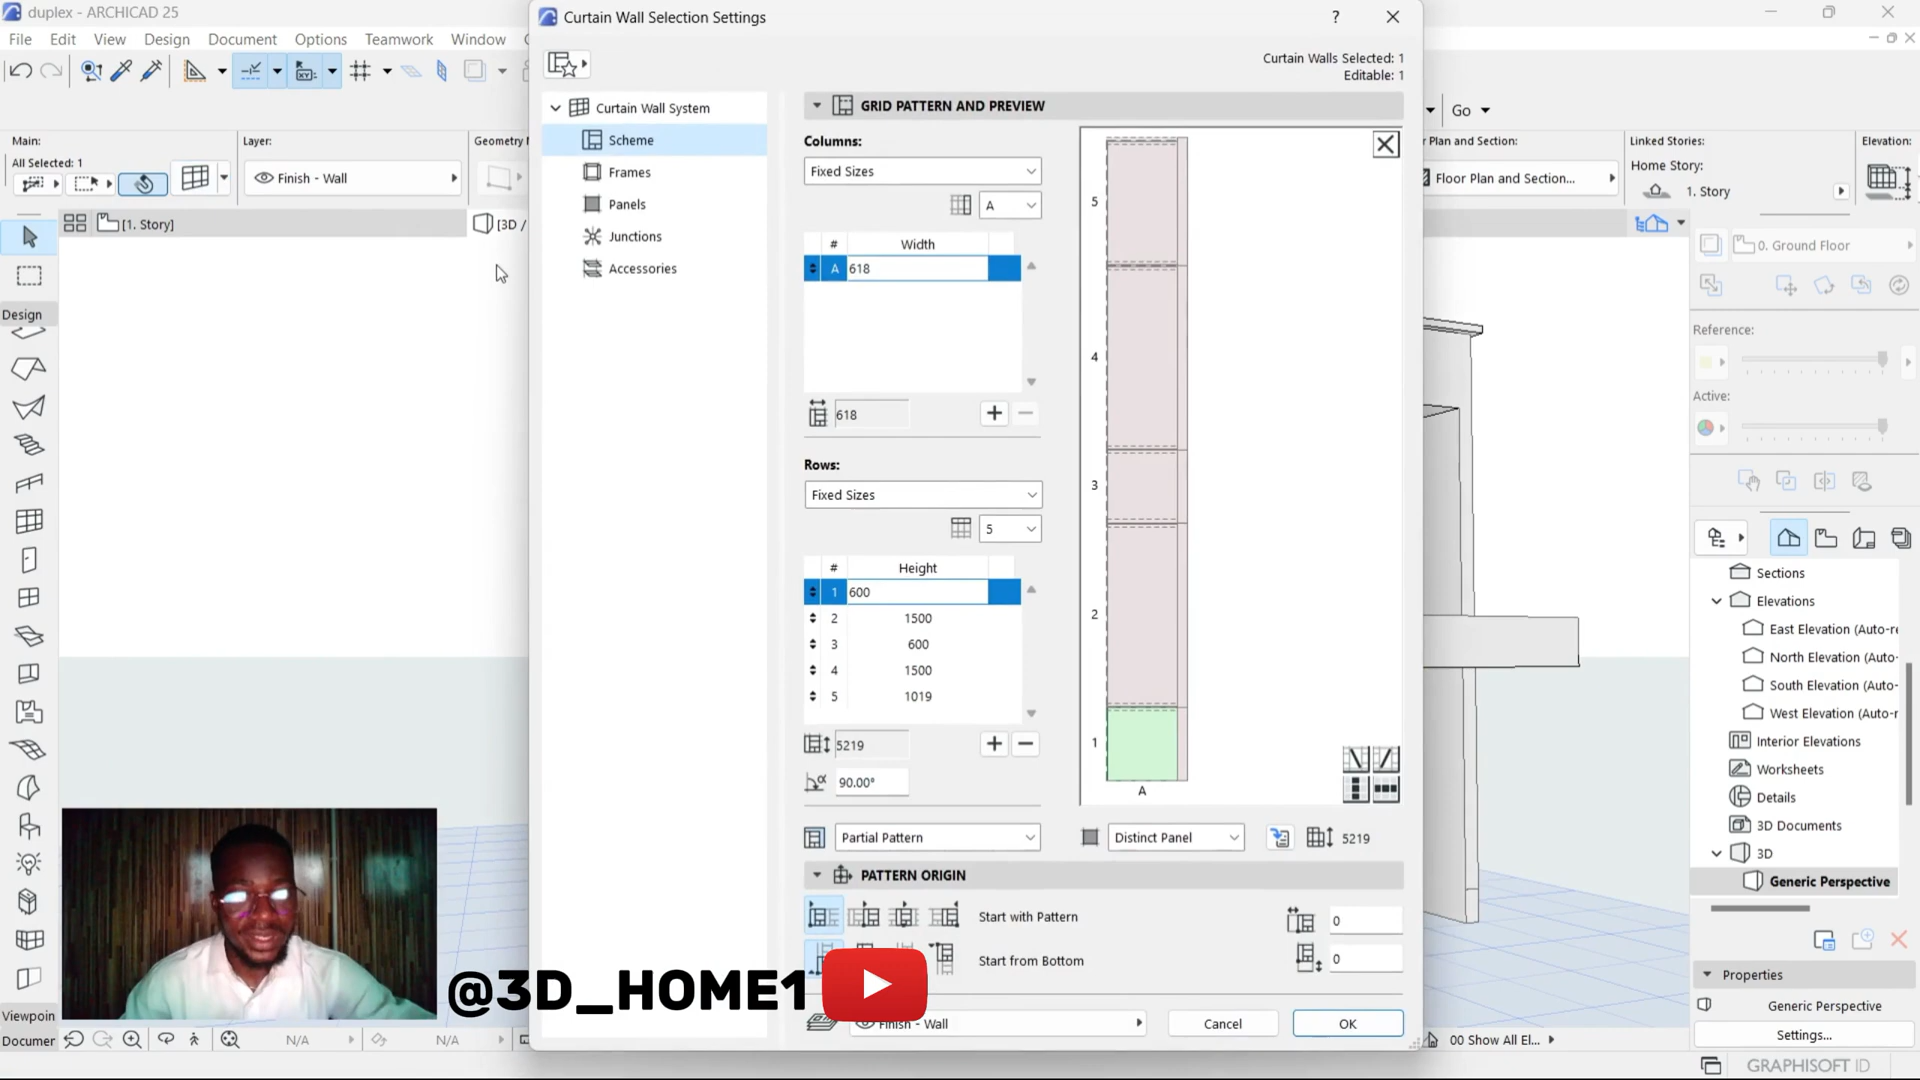 duplex - ARCHICAD 25
File Edit View Design Document Options Teamwork Window
Main:
All Selected: 1
Layer:
Finish - Wall
Geometry
[1. Story]
[3D /
Design
Viewpoin
Documer
N/A
N/A
Curtain Wall Selection Settings
?
Curtain Walls Selected: 1
Editable: 1
Curtain Wall System
Scheme
Frames
Panels
Junctions
Accessories
GRID PATTERN AND PREVIEW
Columns:
Fixed Sizes
A
# Width
A 618
618
Rows:
Fixed Sizes
5
# Height
1 600
2 1500
3 600
4 1500
5 1019
5219
90.00°
5
4
3
2
1
A
Partial Pattern
Distinct Panel
5219
PATTERN ORIGIN
Start with Pattern
0
Start from Bottom
0
Finish - Wall
Cancel
OK
@3D_HOME1
Go
r Plan and Section:
Floor Plan and Section...
Linked Stories:
Home Story:
1. Story
Elevation:
0. Ground Floor
Reference:
Active:
Sections
Elevations
East Elevation (Auto-re
North Elevation (Auto-
South Elevation (Auto-
West Elevation (Auto-r
Interior Elevations
Worksheets
Details
3D Documents
3D
Generic Perspective
Properties
Generic Perspective
Settings...
00 Show All El...
GRAPHISOFT ID